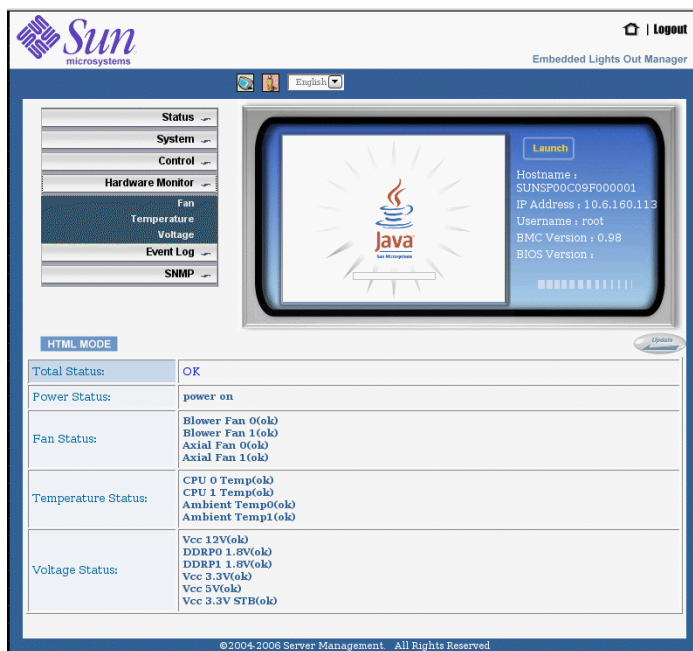 Sun
microsystems
| Logout
Embedded Lights Out Manager
English
Status
System
Control
Hardware Monitor
Fan
Temperature
Voltage
Event Log
SNMP
Java
Sun Microsystems
Launch
Hostname :
SUNSP00C09F000001
IP Address : 10.6.160.113
Username : root
BMC Version : 0.98
BIOS Version :
HTML MODE
Update
Total Status: OK
Power Status: power on
Fan Status:
Blower Fan 0(ok)
Blower Fan 1(ok)
Axial Fan 0(ok)
Axial Fan 1(ok)
Temperature Status:
CPU 0 Temp(ok)
CPU 1 Temp(ok)
Ambient Temp0(ok)
Ambient Temp1(ok)
Voltage Status:
Vcc 12V(ok)
DDRP0 1.8V(ok)
DDRP1 1.8V(ok)
Vcc 3.3V(ok)
Vcc 5V(ok)
Vcc 3.3V STB(ok)
©2004-2006 Server Management. All Rights Reserved